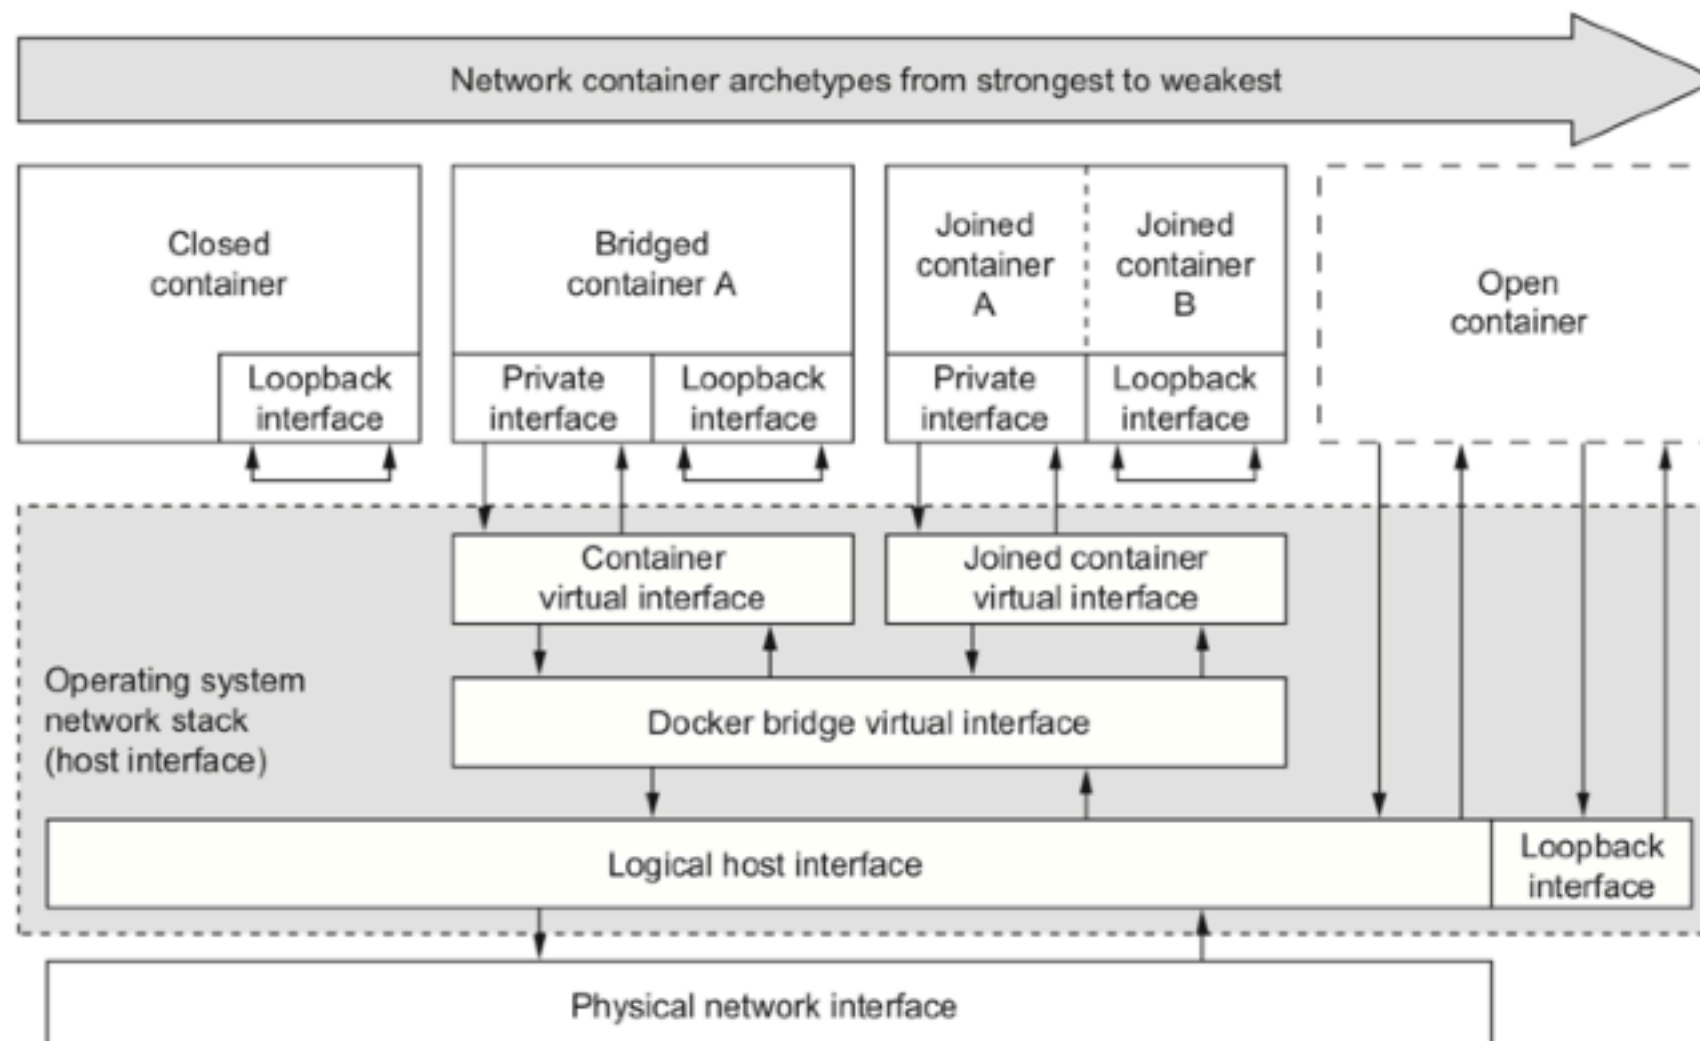 Network container archetypes from strongest to weakest
Closed
container
Loopback
interface
Bridged
container A
Private
interface
Loopback
interface
Joined
container
A
Joined
container
B
Private
interface
Loopback
interface
Open
container
Container
virtual interface
Joined container
virtual interface
Operating system
network stack
(host interface)
Docker bridge virtual interface
Logical host interface
Loopback
interface
Physical network interface